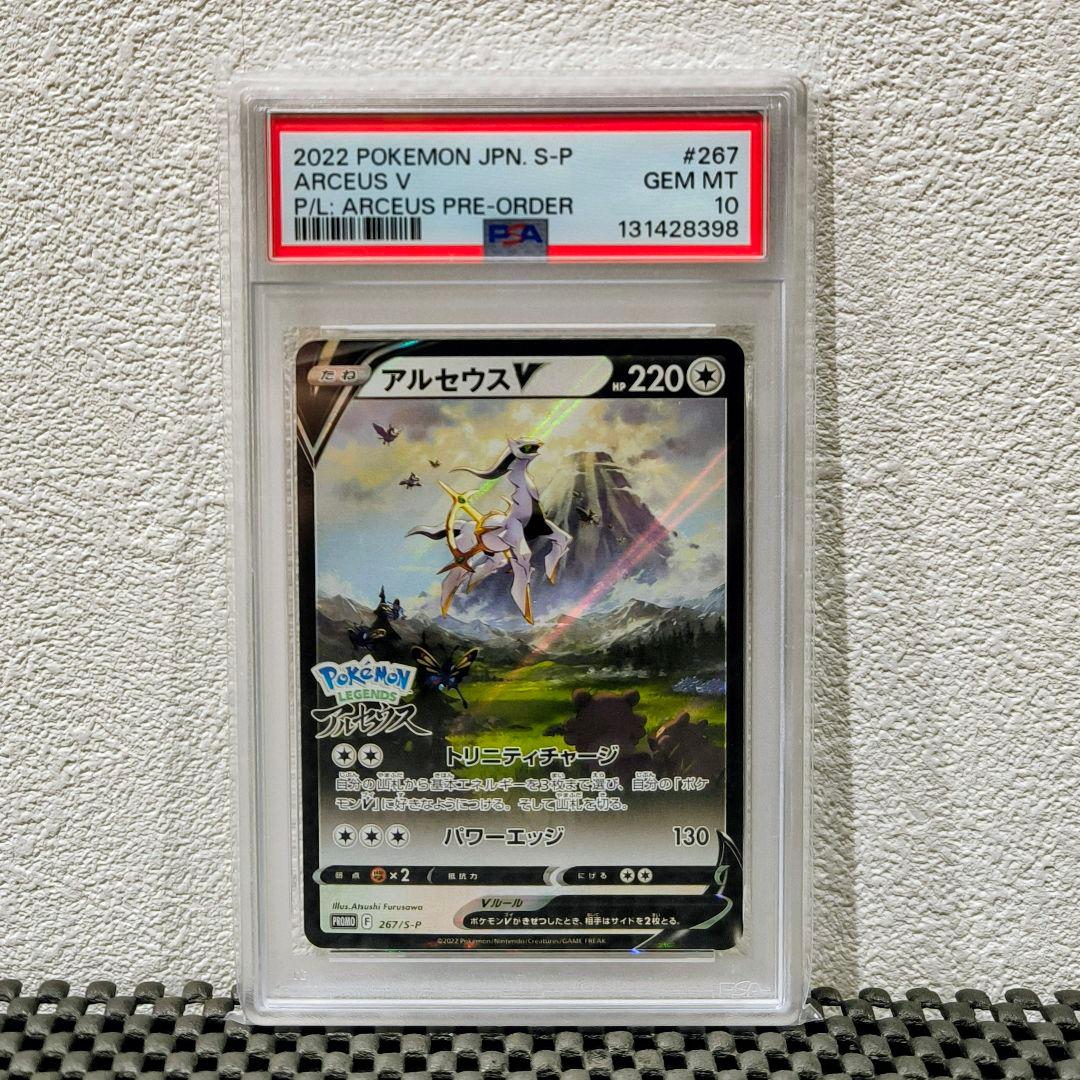 2022 POKEMON JPN. S-P #267
ARCEUS V GEM MT
P/L: ARCEUS PRE-ORDER 10
PSA 131428398
たね アルセウスV HP 220
POKéMON
LEGENDS
アルセウス
トリニティチャージ
自分の山札から基本エネルギーを3枚まで選び、自分の「ポケ
モンV」に好きなようにつける。そして山札を切る。
パワーエッジ 130
弱点 ×2 抵抗力 にげる
Illus.Atsushi Furusawa
Vルール
ポケモンVがきぜつしたとき、相手はサイドを2枚とる。
PROMO F 267/S-P
©2022 Pokémon/Nintendo/Creatures/GAME FREAK
PSA